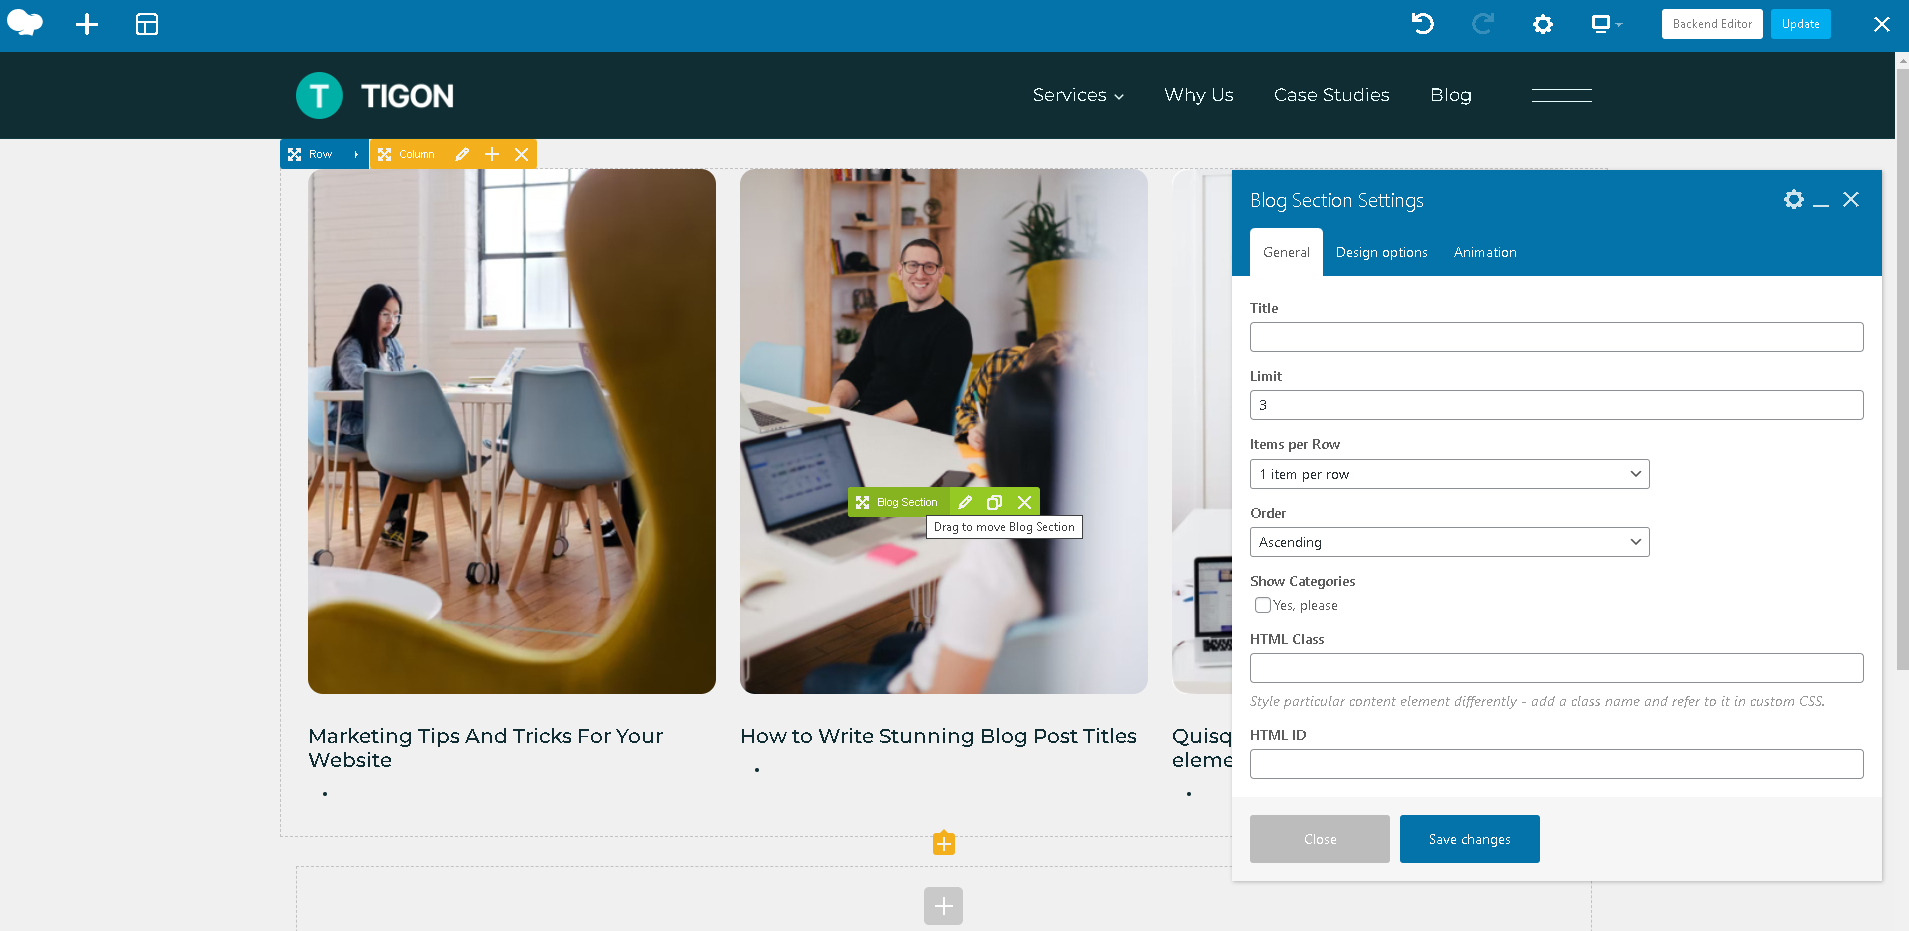 Backend Editor
Update
T TIGON
Services
Why Us
Case Studies
Blog
Row
Column
Blog Section Settings
General
Design options
Animation
Title
Limit
3
Items per Row
1 item per row
Order
Ascending
Show Categories
Yes, please
HTML Class
Style particular content element differently - add a class name and refer to it in custom CSS.
HTML ID
Close
Save changes
Blog Section
Drag to move Blog Section
Marketing Tips And Tricks For Your
Website
How to Write Stunning Blog Post Titles